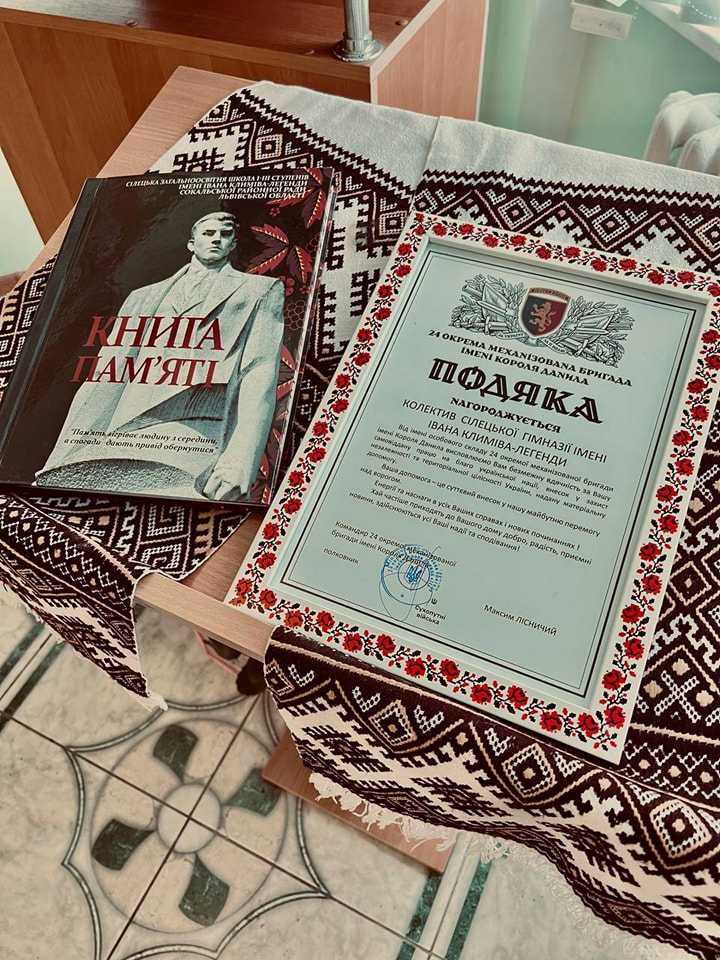 СІЛЕЦЬКА ЗАГАЛЬНООСВІТНЯ ШКОЛА І-ІІІ СТУПЕНІВ
ІМЕНІ ІВАНА КЛИМІВА-ЛЕГЕНДИ
СОКАЛЬСЬКОЇ РАЙОННОЇ РАДИ
ЛЬВІВСЬКОЇ ОБЛАСТІ
КНИГА
ПАМ'ЯТІ
"Пам'ять зігріває людину з середини,
а спогади дають привід обернутися"
24 ОКРЕМА МЕХАНІЗОВАНА БРИГАДА
ІМЕНІ КОРОЛЯ ДАНИЛА
ПОДЯКА
НАГОРОДЖУЄТЬСЯ
КОЛЕКТИВ СІЛЕЦЬКОЇ ГІМНАЗІЇ ІМЕНІ
ІВАНА КЛИМІВА-ЛЕГЕНДИ
Від імені особового складу 24 окремої механізованої бригади
імені Короля Данила висловлюємо Вам безмежну вдячність за Вашу
самовіддану працю на благо української нації, внесок у захист
незалежності та територіальної цілісності України, надану матеріальну
допомогу.
Ваша допомога – це суттєвий внесок у нашу майбутню перемогу
над ворогом.
Енергії та наснаги в усіх Ваших справах і нових починаннях !
Хай частіше приходять до Вашого дому добро, радість, приємні
новини, здійснюються усі Ваші надії та сподівання !
Командир 24 окремої механізованої
бригади імені Короля
полковник
Ш
Сухопутні
війська
Максим ЛІСНИЧИЙ